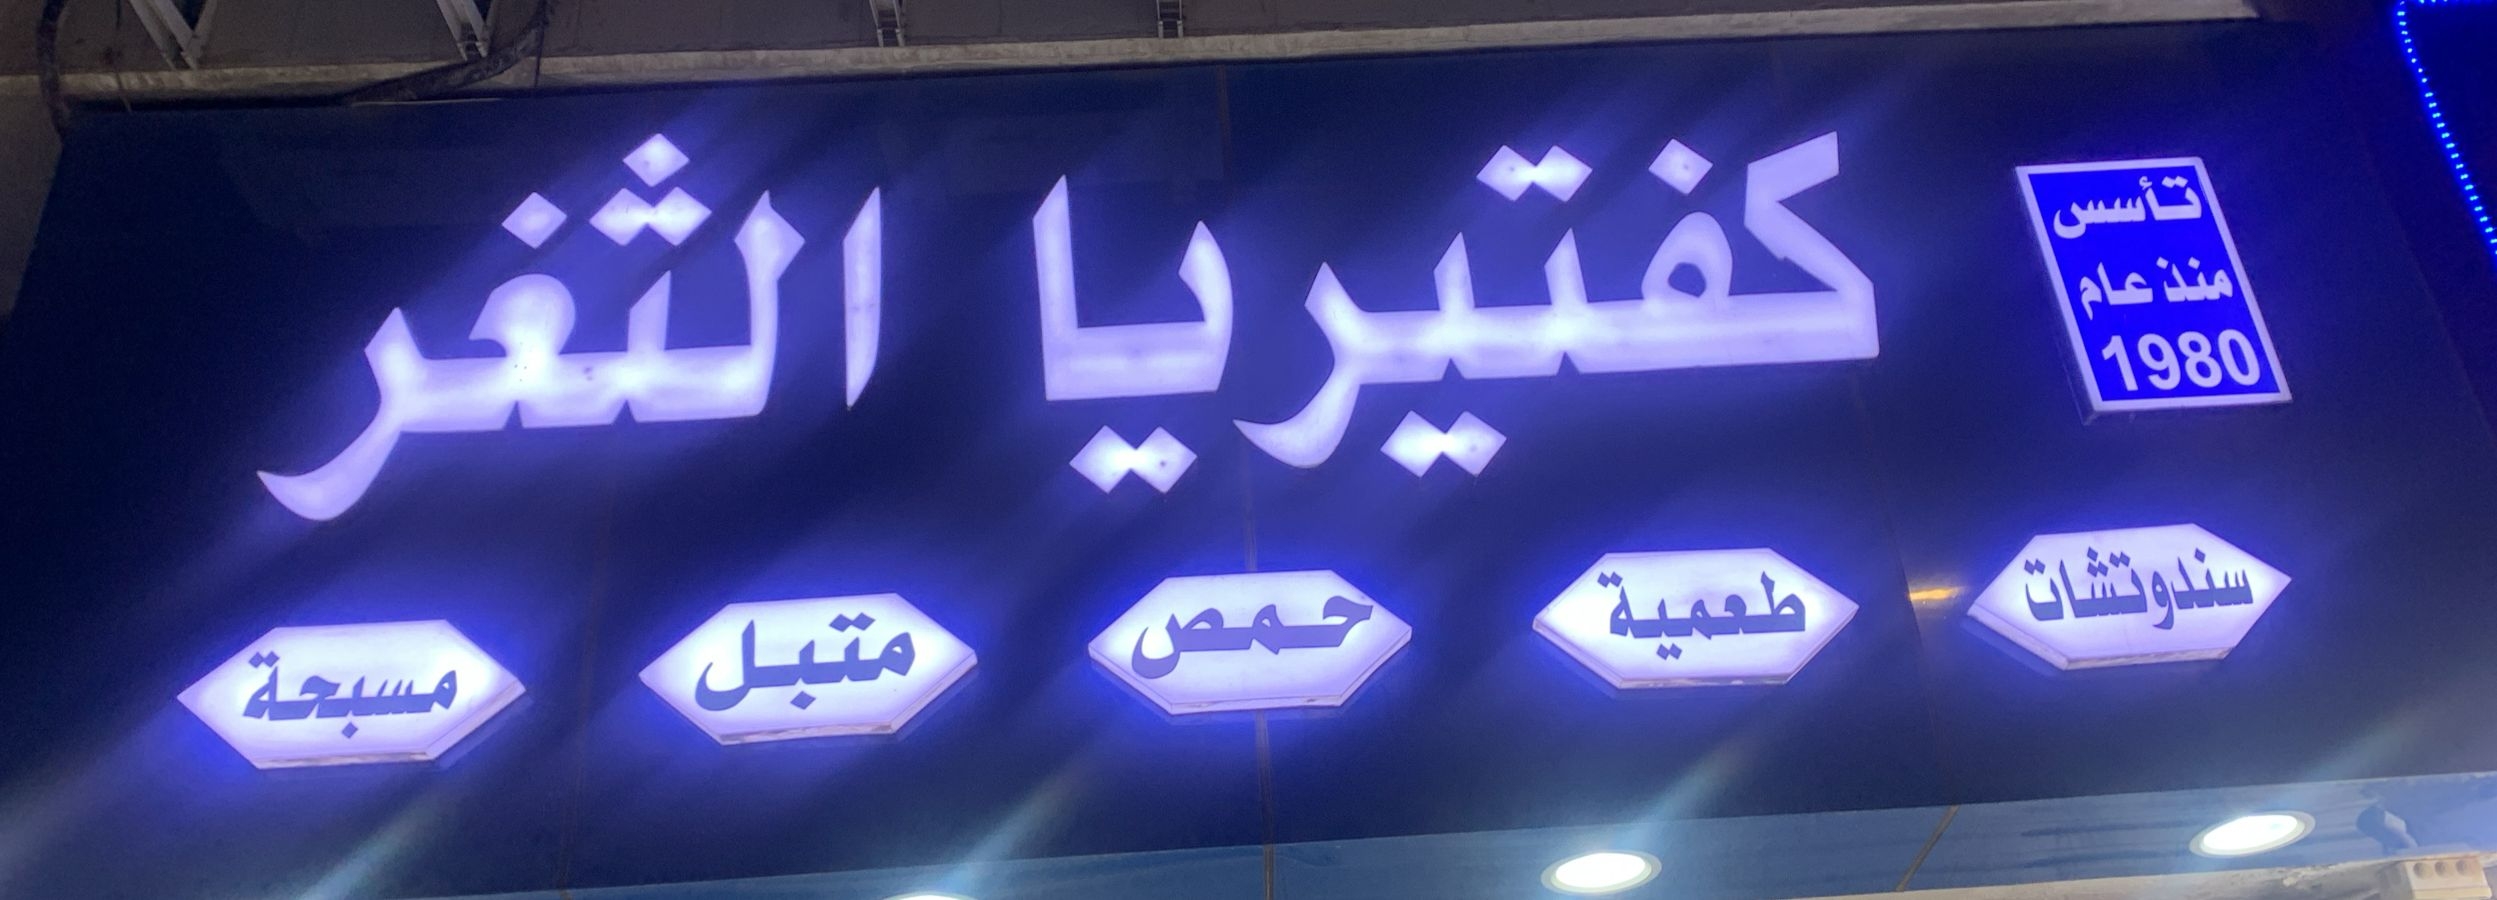 كفتيريا الثغر
تأسس
منذ عام
1980
سندوتشات
طعمية
حمص
متبل
مسبحة